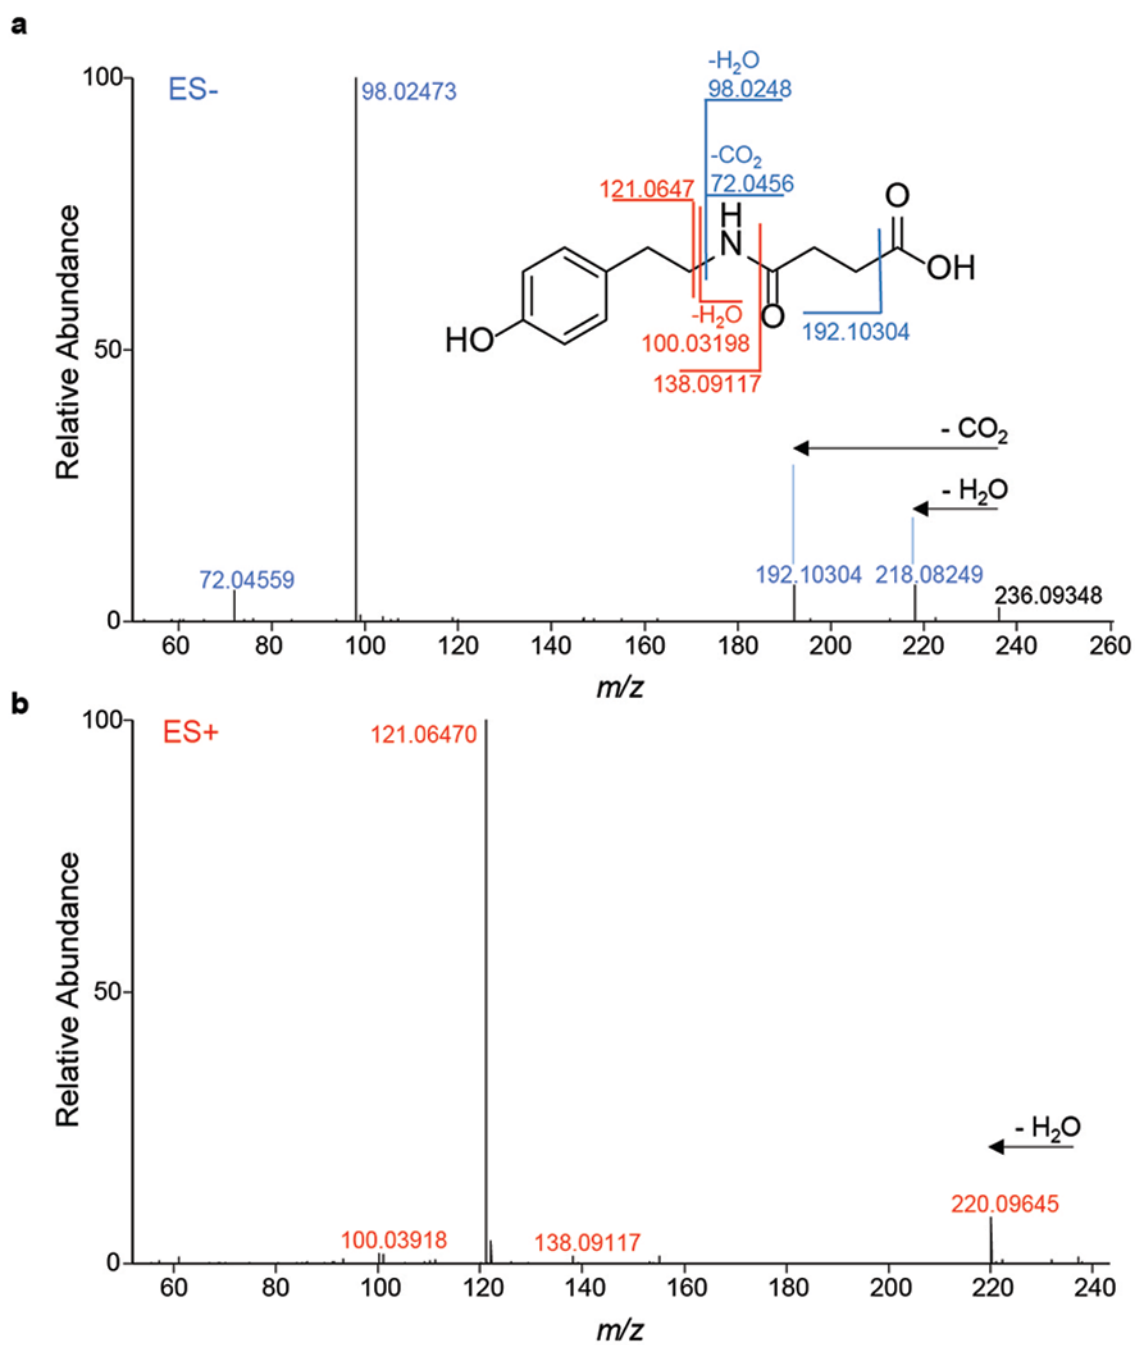 a
ES-
100
98.02473
-H₂O
98.0248
-CO₂
72.0456
121.0647
H
N
O
OH
HO
O
-H₂O
100.03198
138.09117
192.10304
Relative Abundance
50
- CO₂
- H₂O
72.04559
192.10304
218.08249
236.09348
0
60 80 100 120 140 160 180 200 220 240 260
m/z
b
ES+
100
121.06470
Relative Abundance
50
- H₂O
220.09645
100.03918
138.09117
0
60 80 100 120 140 160 180 200 220 240
m/z